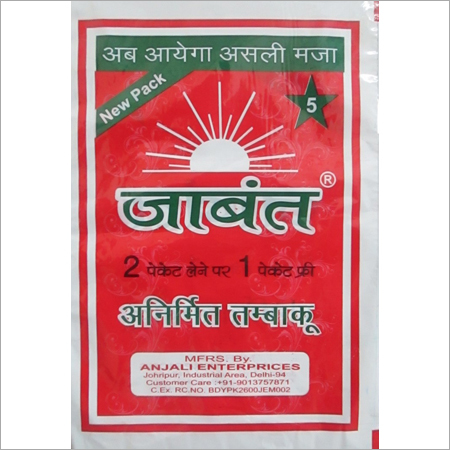 अब आयेगा असली मजा
New Pack
5
जाबंत ®
2 पेकेट लेने पर 1 पेकेट फ्री
अनिर्मित तम्बाकू
MFRS. By.
ANJALI ENTERPRICES
Johripur, Industrial Area, Delhi-94
Customer Care :+91-9013757871
C.Ex. RC.NO. BDYPK2600JEM002